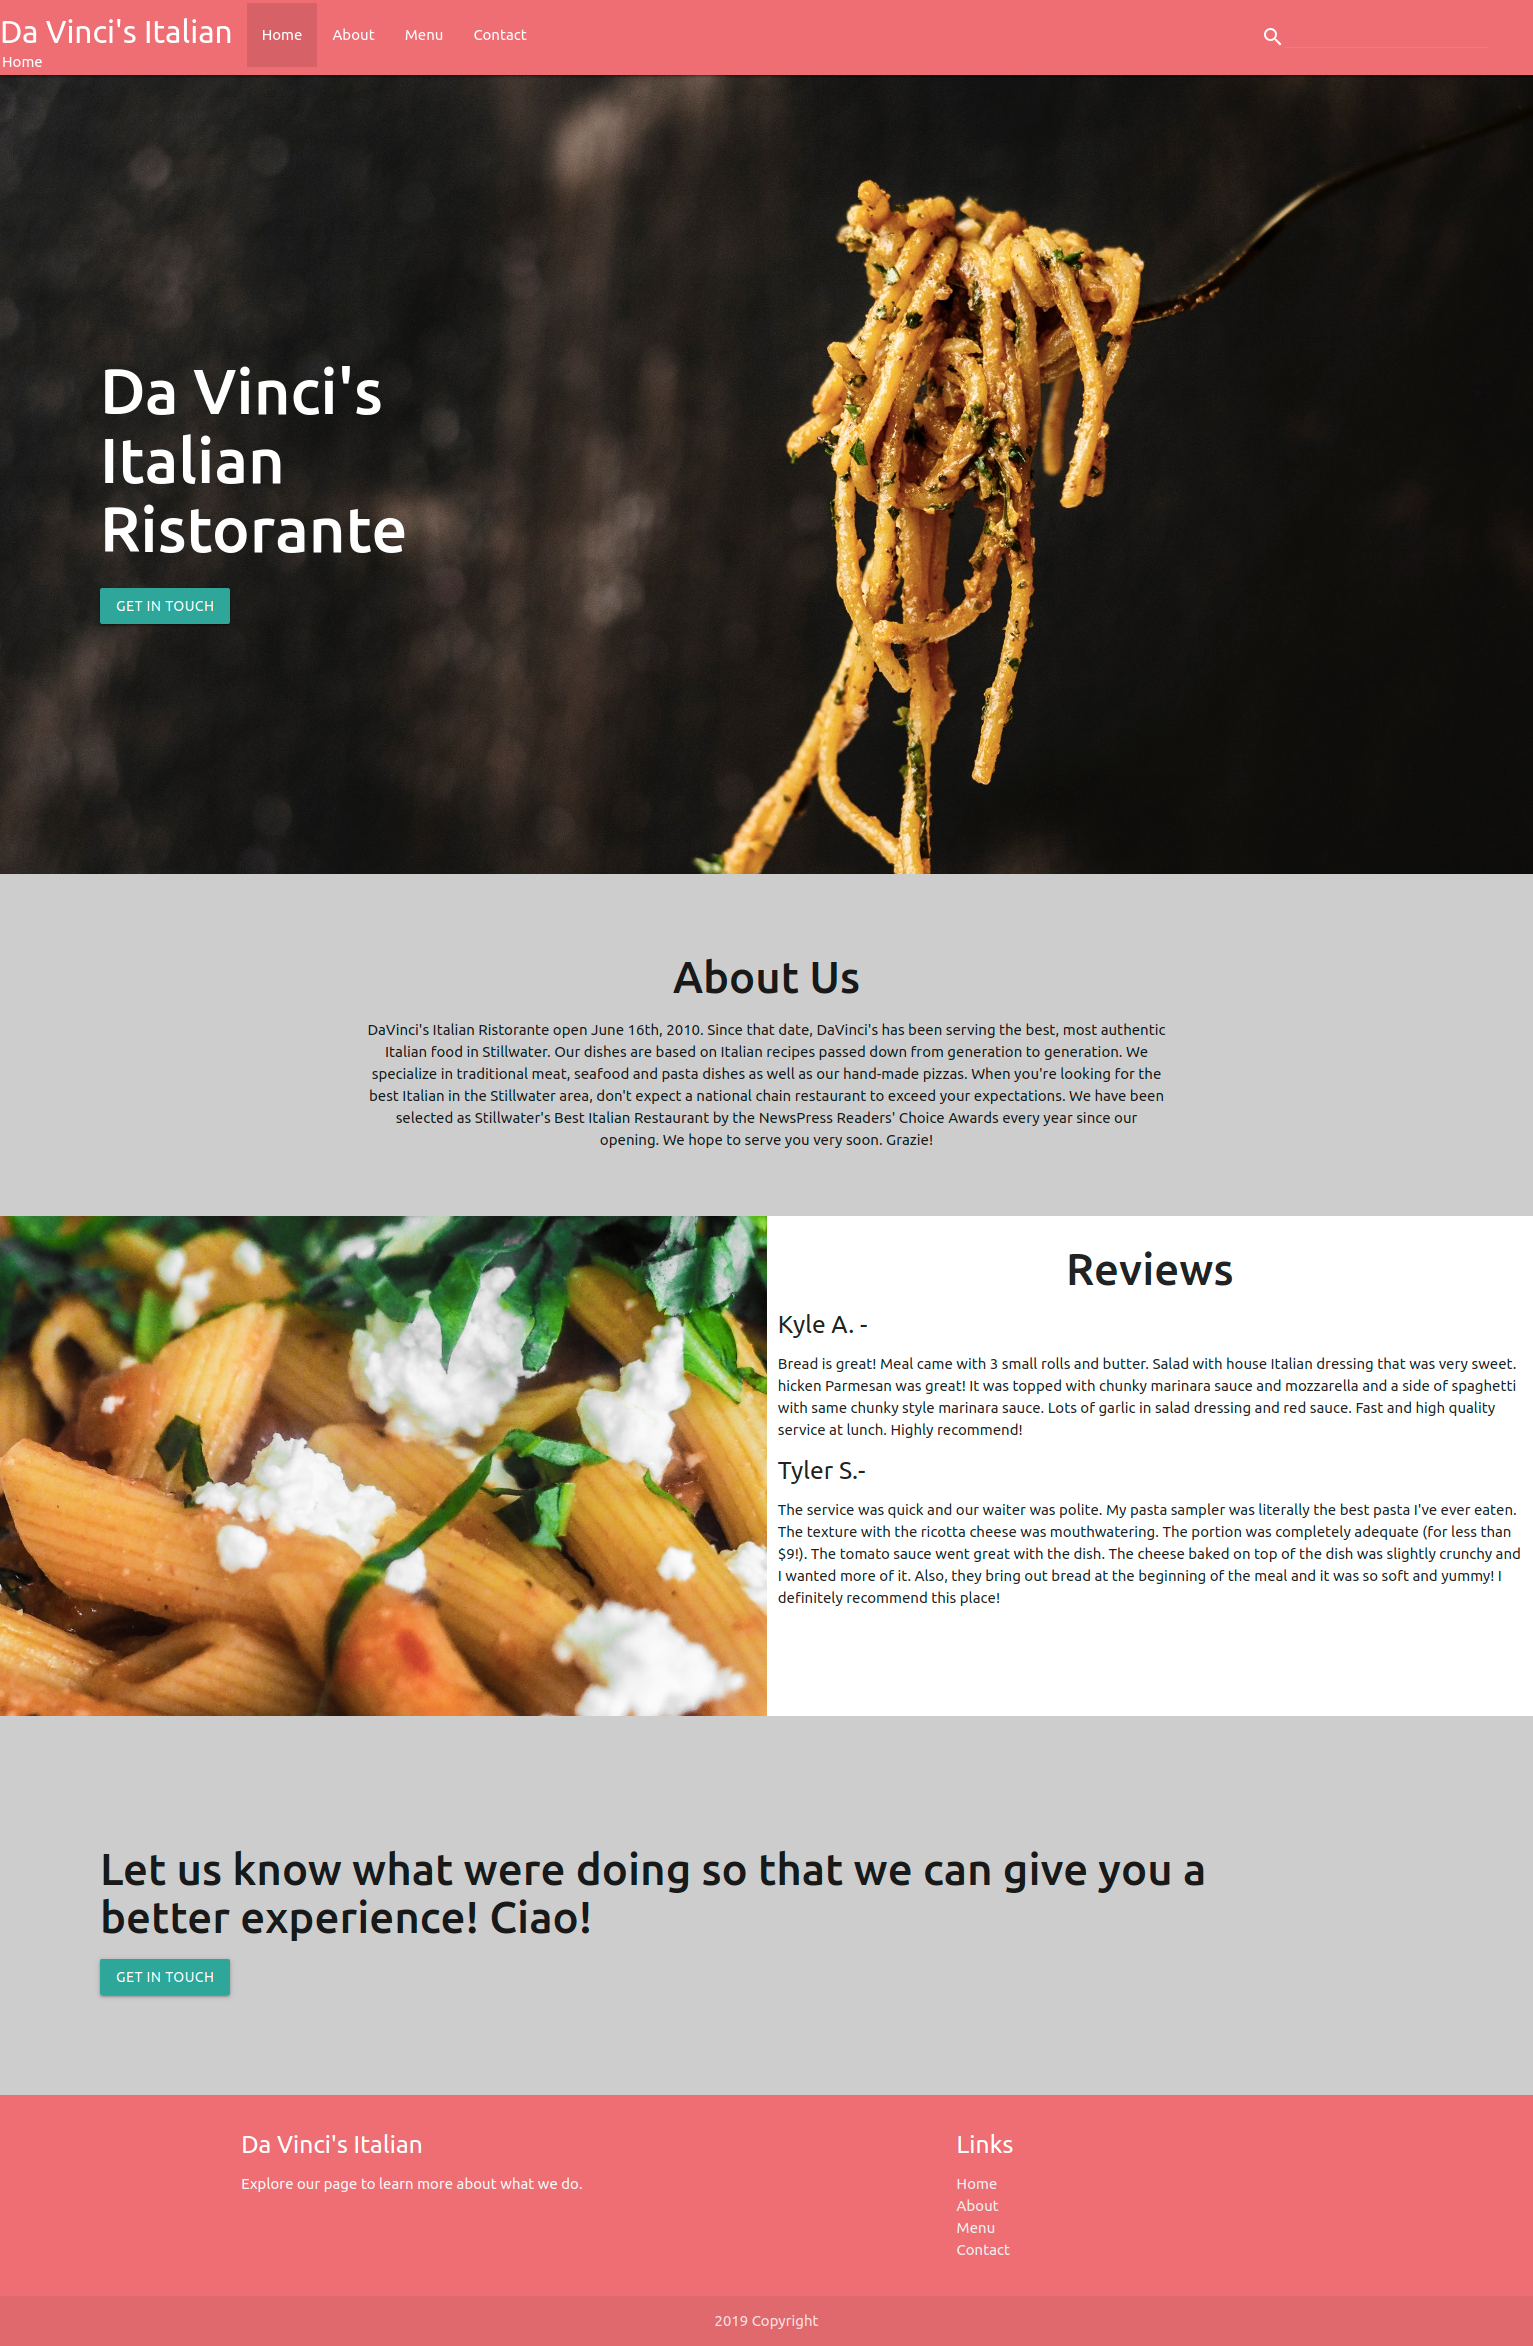 Da Vinci's Italian
Home About Menu Contact
Home
Da Vinci's
Italian
Ristorante
GET IN TOUCH
About Us
DaVinci's Italian Ristorante open June 16th, 2010. Since that date, DaVinci's has been serving the best, most authentic
Italian food in Stillwater. Our dishes are based on Italian recipes passed down from generation to generation. We
specialize in traditional meat, seafood and pasta dishes as well as our hand-made pizzas. When you're looking for the
best Italian in the Stillwater area, don't expect a national chain restaurant to exceed your expectations. We have been
selected as Stillwater's Best Italian Restaurant by the NewsPress Readers' Choice Awards every year since our
opening. We hope to serve you very soon. Grazie!
Reviews
Kyle A. -
Bread is great! Meal came with 3 small rolls and butter. Salad with house Italian dressing that was very sweet.
hicken Parmesan was great! It was topped with chunky marinara sauce and mozzarella and a side of spaghetti
with same chunky style marinara sauce. Lots of garlic in salad dressing and red sauce. Fast and high quality
service at lunch. Highly recommend!
Tyler S.-
The service was quick and our waiter was polite. My pasta sampler was literally the best pasta I've ever eaten.
The texture with the ricotta cheese was mouthwatering. The portion was completely adequate (for less than
$9!). The tomato sauce went great with the dish. The cheese baked on top of the dish was slightly crunchy and
I wanted more of it. Also, they bring out bread at the beginning of the meal and it was so soft and yummy! I
definitely recommend this place!
Let us know what were doing so that we can give you a
better experience! Ciao!
GET IN TOUCH
Da Vinci's Italian
Explore our page to learn more about what we do.
Links
Home
About
Menu
Contact
2019 Copyright